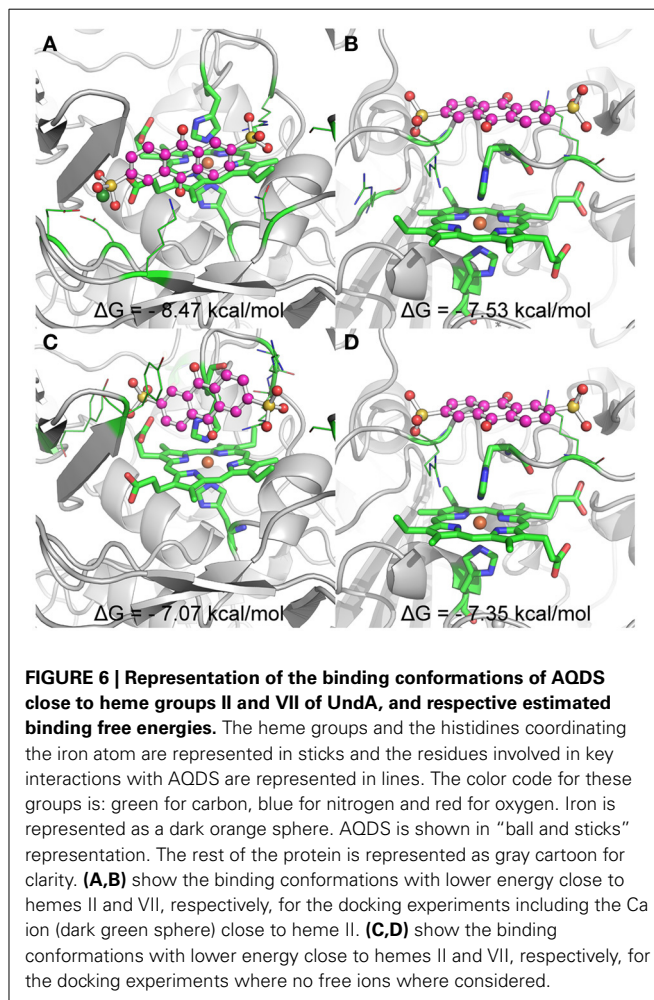 A
B
ΔG = - 8.47 kcal/mol
ΔG = - 7.53 kcal/mol
C
D
ΔG = - 7.07 kcal/mol
ΔG = - 7.35 kcal/mol
FIGURE 6 | Representation of the binding conformations of AQDS
close to heme groups II and VII of UndA, and respective estimated
binding free energies. The heme groups and the histidines coordinating
the iron atom are represented in sticks and the residues involved in key
interactions with AQDS are represented in lines. The color code for these
groups is: green for carbon, blue for nitrogen and red for oxygen. Iron is
represented as a dark orange sphere. AQDS is shown in “ball and sticks”
representation. The rest of the protein is represented as gray cartoon for
clarity. (A,B) show the binding conformations with lower energy close to
hemes II and VII, respectively, for the docking experiments including the Ca
ion (dark green sphere) close to heme II. (C,D) show the binding
conformations with lower energy close to hemes II and VII, respectively, for
the docking experiments where no free ions where considered.